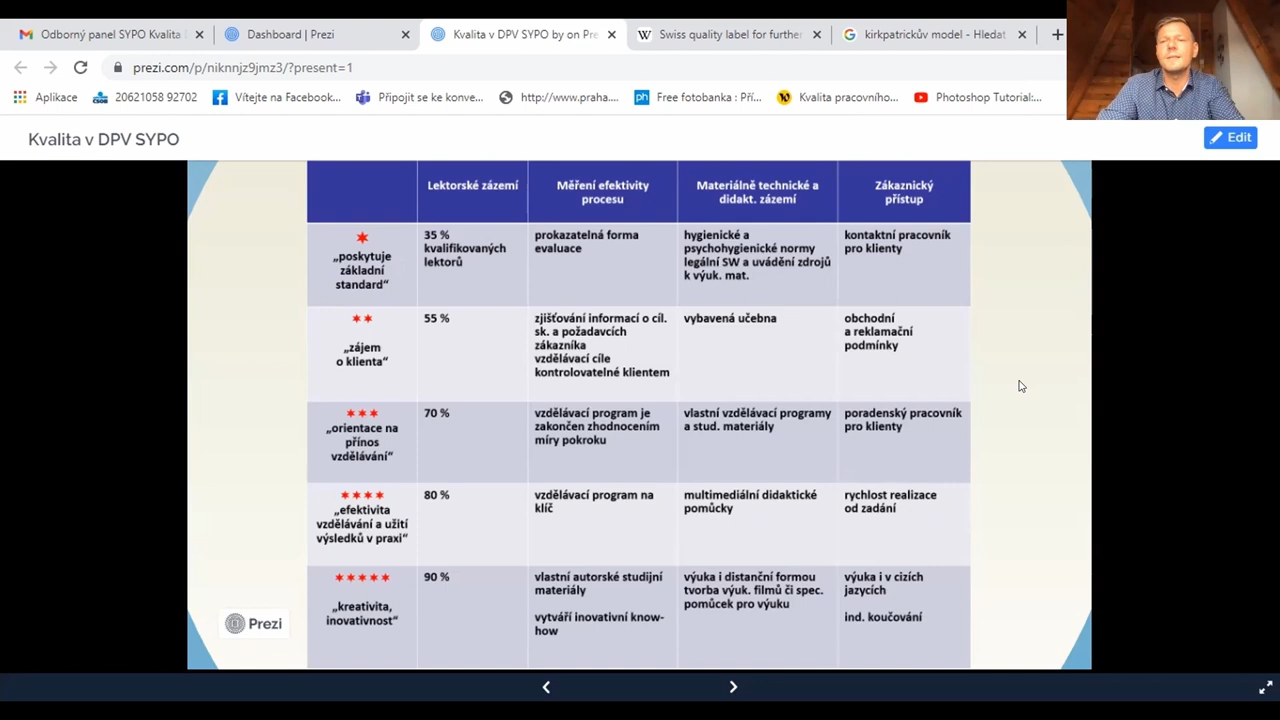 Odborný panel SYPO Kvalita
Dashboard | Prezi
Kvalita v DPV SYPO by on Pre
Swiss quality label for further
kirkpatrickův model - Hledat
prezi.com/p/niknnjz9jmz3/?present=1
Aplikace
20621058 92702
Vítejte na Facebook...
Připojit se ke konve...
http://www.praha....
Free fotobanka : Pří...
Kvalita pracovního...
Photoshop Tutorial:...
Kvalita v DPV SYPO
Edit
Lektorské zázemí
Měření efektivity
procesu
Materiálně technické a
didakt. zázemí
Zákaznický
přístup
„poskytuje
základní
standard“
35 %
kvalifikovaných
lektorů
prokazatelná forma
evaluace
hygienické a
psychohygienické normy
legální SW a uvádění zdrojů
k výuk. mat.
kontaktní pracovník
pro klienty
„zájem
o klienta“
55 %
zjišťování informací o cíl.
sk. a požadavcích
zákazníka
vzdělávací cíle
kontrolovatelné klientem
vybavená učebna
obchodní
a reklamační
podmínky
„orientace na
přínos
vzdělávání“
70 %
vzdělávací program je
zakončen zhodnocením
míry pokroku
vlastní vzdělávací programy
a stud. materiály
poradenský pracovník
pro klienty
„efektivita
vzdělávání a užití
výsledků v praxi“
80 %
vzdělávací program na
klíč
multimediální didaktické
pomůcky
rychlost realizace
od zadání
„kreativita,
inovativnost“
90 %
vlastní autorské studijní
materiály
vytváří inovativní know-
how
výuka i distanční formou
tvorba výuk. filmů či spec.
pomůcek pro výuku
výuka i v cizích
jazycích
ind. koučování
Prezi